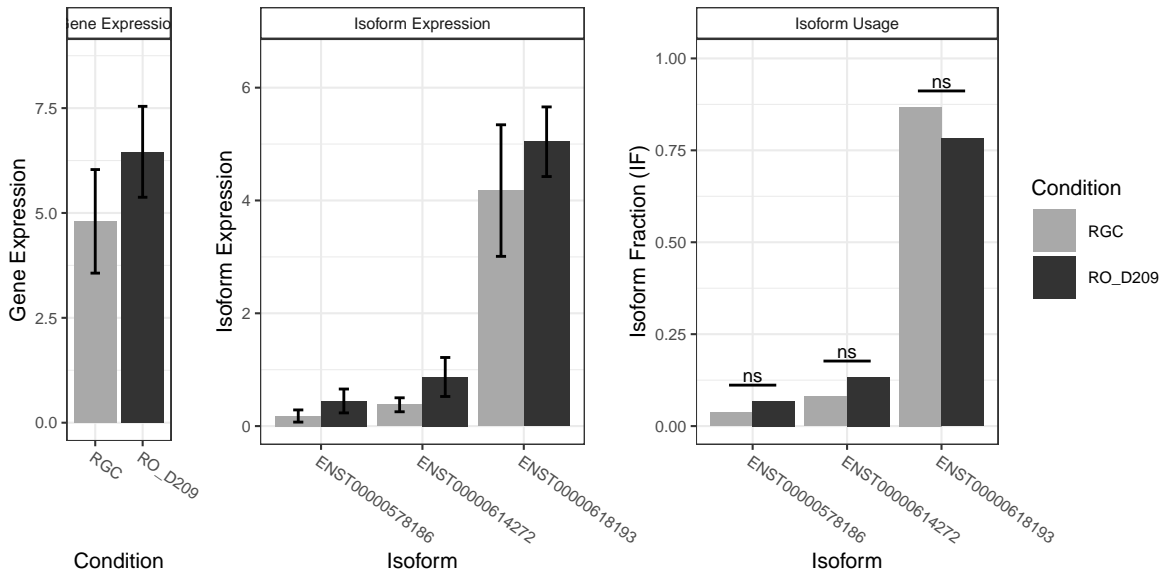 Gene Expression
Gene Expression
7.5
5.0
2.5
0.0
RGC
RO_D209
Condition
Isoform Expression
Isoform Expression
6
4
2
0
ENST00000578186
ENST00000614272
ENST00000618193
Isoform
Isoform Usage
Isoform Fraction (IF)
1.00
0.75
0.50
0.25
0.00
ns
ns
ns
ENST00000578186
ENST00000614272
ENST00000618193
Isoform
Condition
RGC
RO_D209